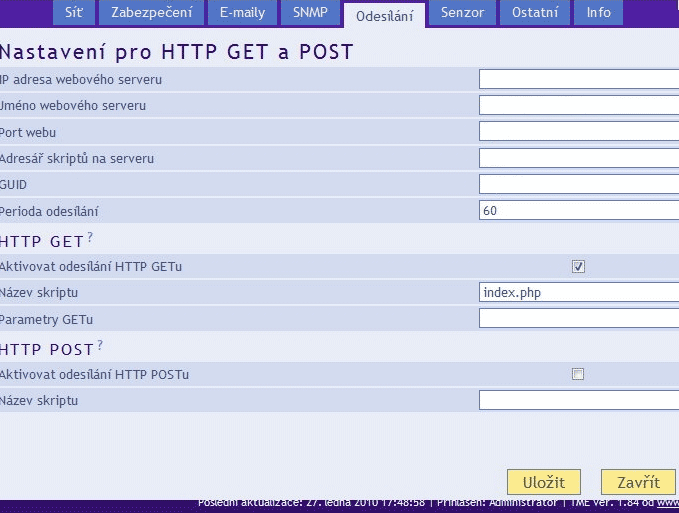 Síť Zabezpečení E-maily SNMP Odesílání Senzor Ostatní Info
Nastavení pro HTTP GET a POST
IP adresa webového serveru
Jméno webového serveru
Port webu
Adresář skriptů na serveru
GUID
Perioda odesílání 60
HTTP GET ?
Aktivovat odesílání HTTP GETu
Název skriptu index.php
Parametry GETu
HTTP POST ?
Aktivovat odesílání HTTP POSTu
Název skriptu
Uložit Zavřít
Poslední aktualizace: 27. ledna 2010 17:48:58 | Přihlášen: Administrátor | TME ver. 1.84 od www